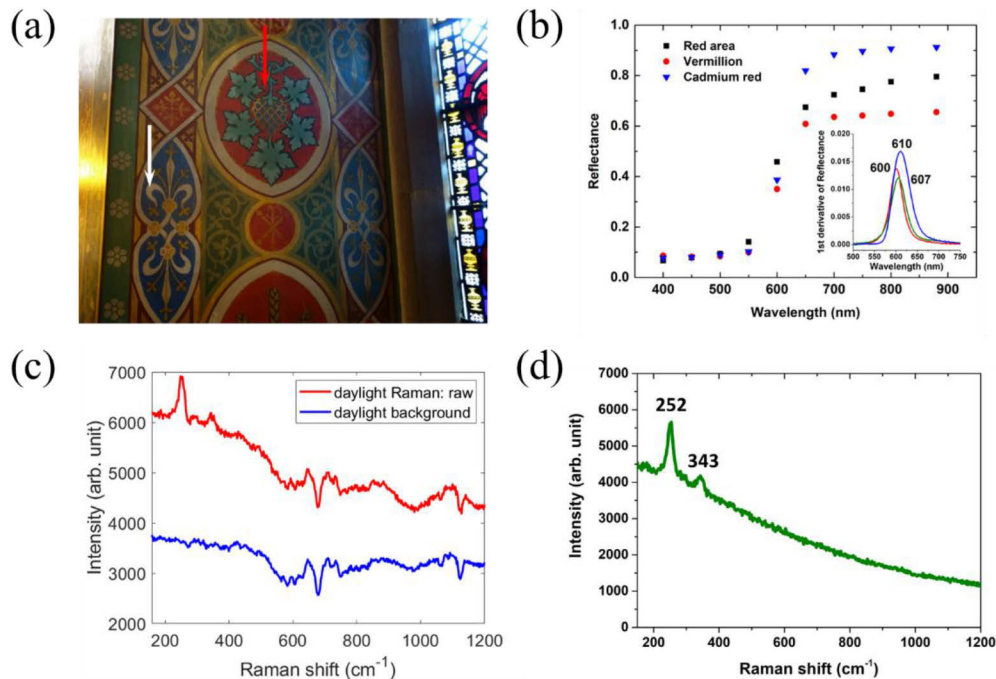 (a)
(b)
1.0
0.8
0.6
0.4
0.2
0.0
Reflectance
Red area
Vermillion
Cadmium red
1st derivative of Reflectance
0.020
0.015
0.010
0.005
0.000
600
610
607
500 550 600 650 700 750
Wavelength (nm)
400 500 600 700 800 900
Wavelength (nm)
(c)
7000
6000
5000
4000
3000
2000
Intensity (arb. unit)
daylight Raman: raw
daylight background
200 400 600 800 1000 1200
Raman shift (cm⁻¹)
(d)
7000
6000
5000
4000
3000
2000
1000
0
Intensity (arb. unit)
252
343
200 400 600 800 1000 1200
Raman shift (cm⁻¹)